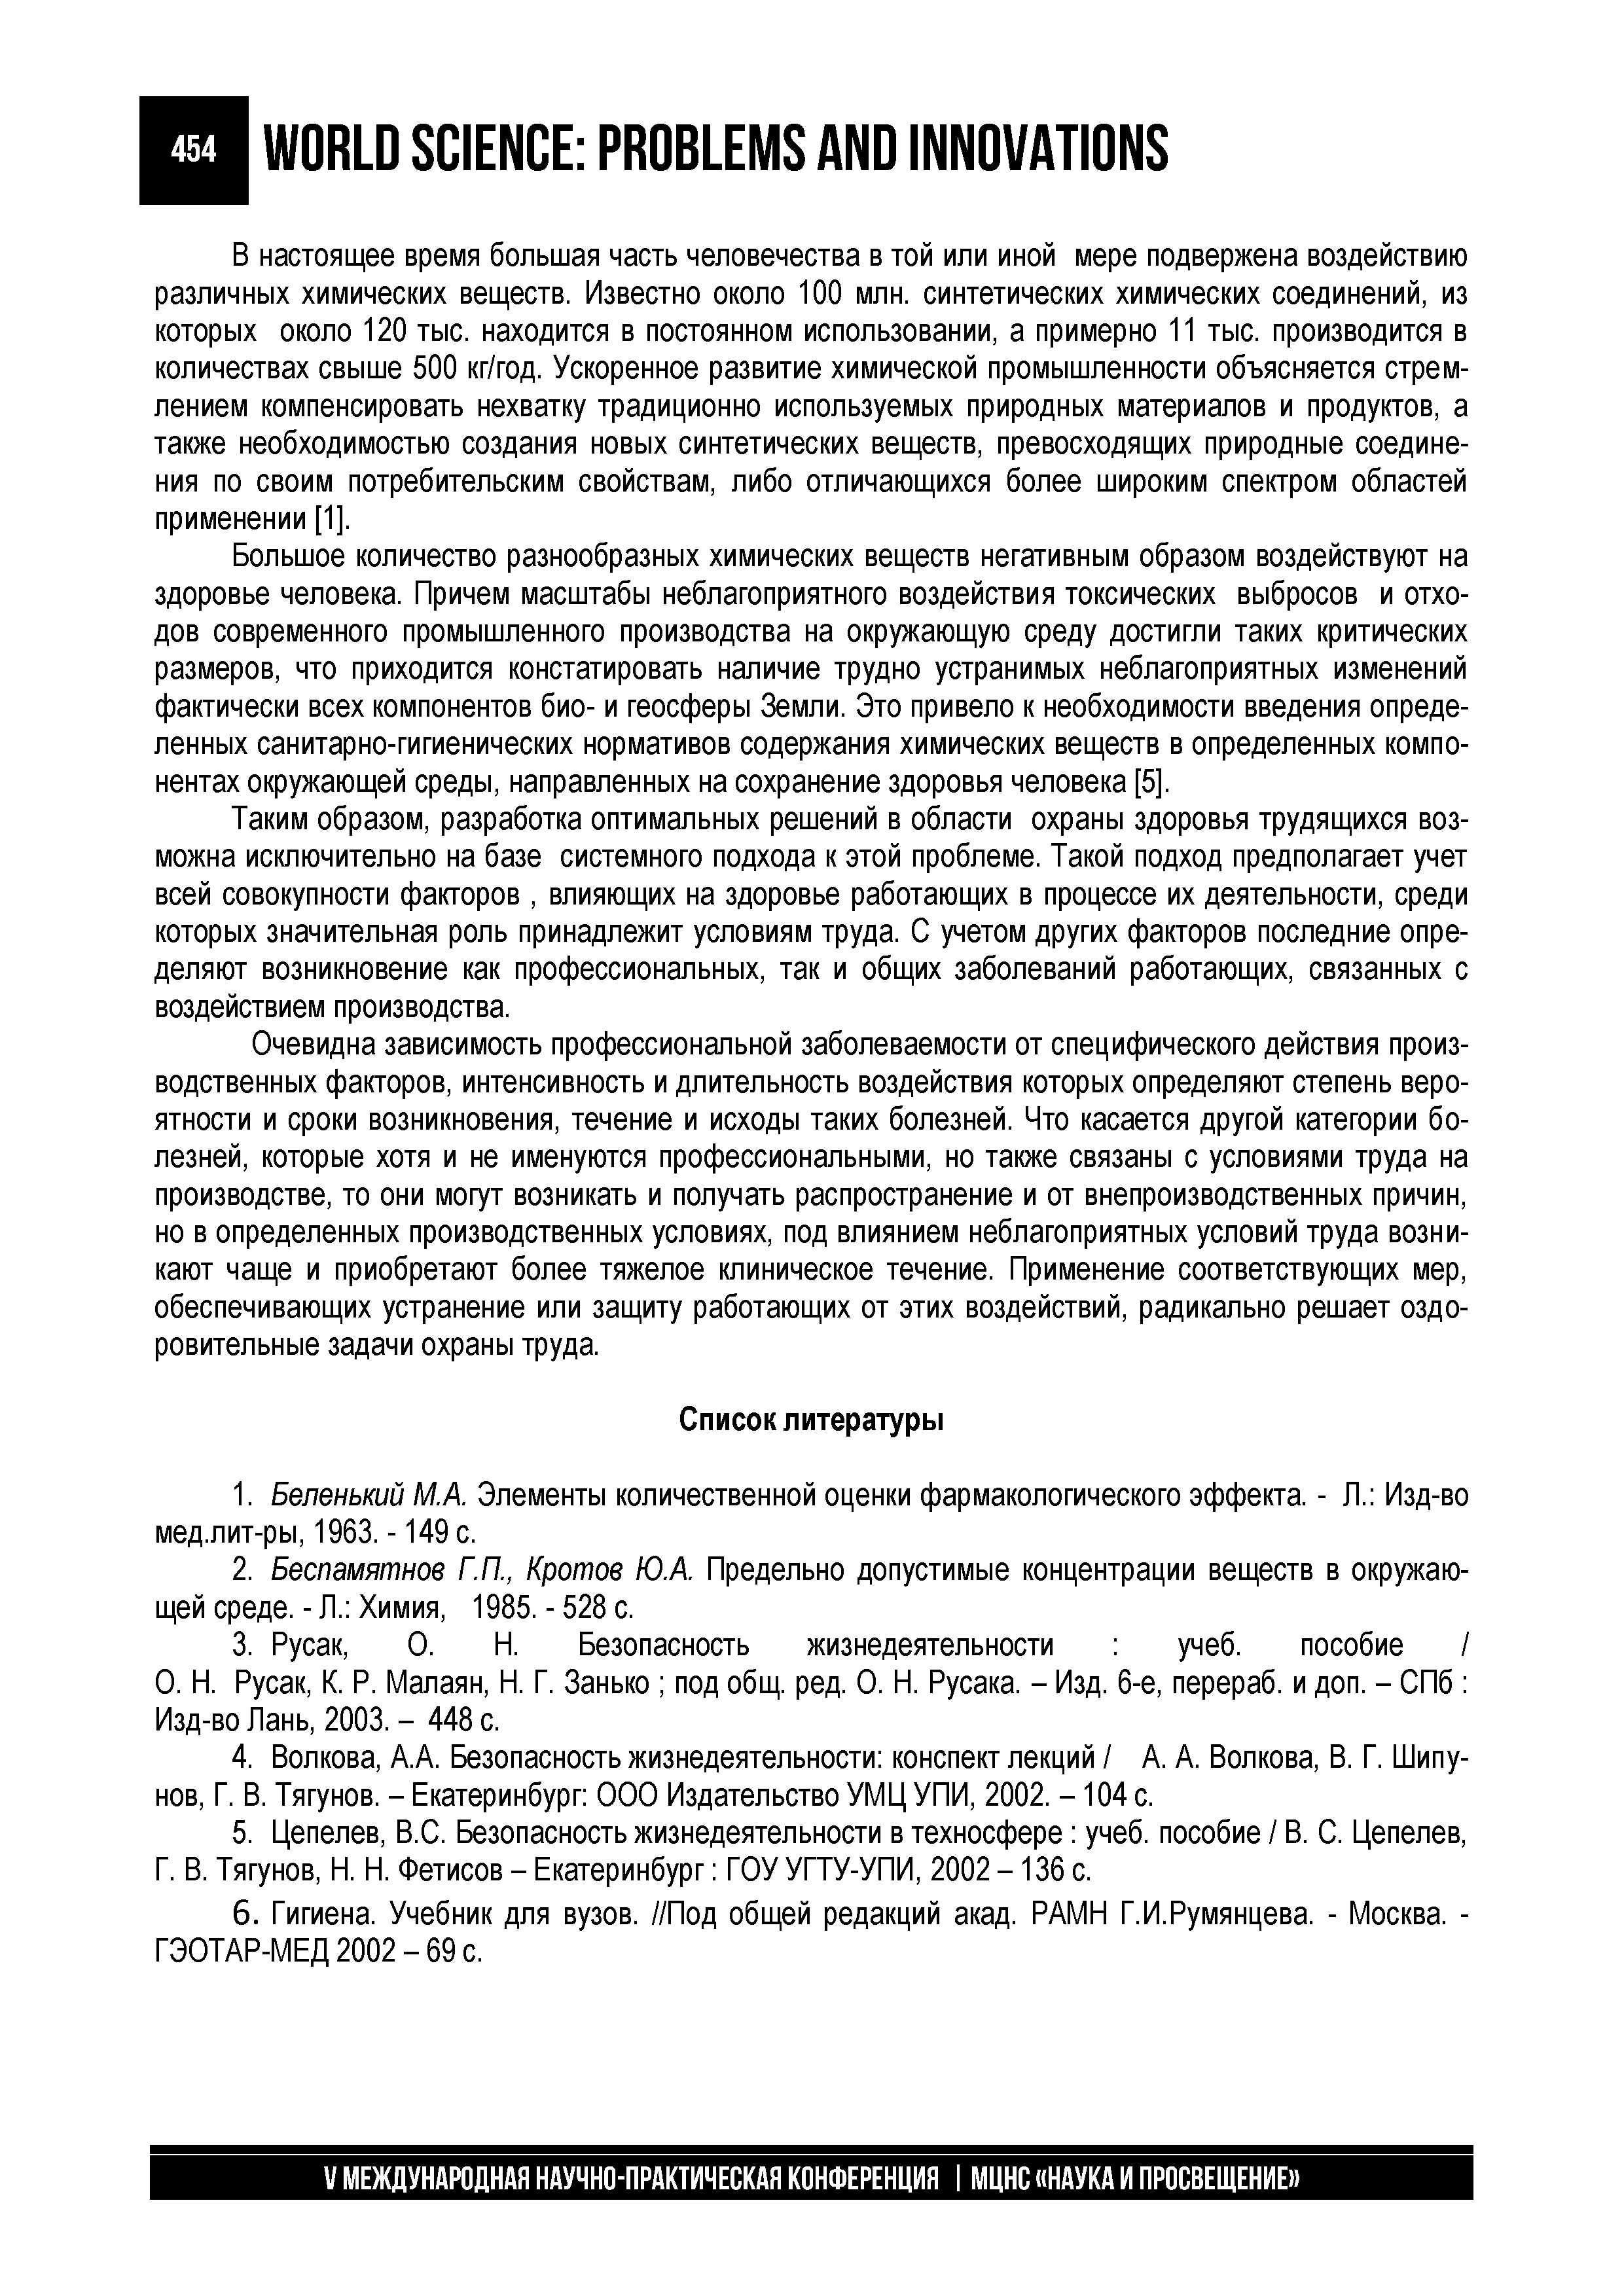 454
WORLD SCIENCE: PROBLEMS AND INNOVATIONS
В настоящее время большая часть человечества в той или иной мере подвержена воздействию
различных химических веществ. Известно около 100 млн. синтетических химических соединений, из
которых около 120 тыс. находится в постоянном использовании, а примерно 11 тыс. производится в
количествах свыше 500 кг/год. Ускоренное развитие химической промышленности объясняется стрем-
лением компенсировать нехватку традиционно используемых природных материалов и продуктов, а
также необходимостью создания новых синтетических веществ, превосходящих природные соедине-
ния по своим потребительским свойствам, либо отличающихся более широким спектром областей
применении [1].
Большое количество разнообразных химических веществ негативным образом воздействуют на
здоровье человека. Причем масштабы неблагоприятного воздействия токсических выбросов и отхо-
дов современного промышленного производства на окружающую среду достигли таких критических
размеров, что приходится констатировать наличие трудно устранимых неблагоприятных изменений
фактически всех компонентов био- и геосферы Земли. Это привело к необходимости введения опреде-
ленных санитарно-гигиенических нормативов содержания химических веществ в определенных компо-
нентах окружающей среды, направленных на сохранение здоровья человека [5].
Таким образом, разработка оптимальных решений в области охраны здоровья трудящихся воз-
можна исключительно на базе системного подхода к этой проблеме. Такой подход предполагает учет
всей совокупности факторов , влияющих на здоровье работающих в процессе их деятельности, среди
которых значительная роль принадлежит условиям труда. С учетом других факторов последние опре-
деляют возникновение как профессиональных, так и общих заболеваний работающих, связанных с
воздействием производства.
Очевидна зависимость профессиональной заболеваемости от специфического действия произ-
водственных факторов, интенсивность и длительность воздействия которых определяют степень веро-
ятности и сроки возникновения, течение и исходы таких болезней. Что касается другой категории бо-
лезней, которые хотя и не именуются профессиональными, но также связаны с условиями труда на
производстве, то они могут возникать и получать распространение и от внепроизводственных причин,
но в определенных производственных условиях, под влиянием неблагоприятных условий труда возни-
кают чаще и приобретают более тяжелое клиническое течение. Применение соответствующих мер,
обеспечивающих устранение или защиту работающих от этих воздействий, радикально решает оздо-
ровительные задачи охраны труда.
Список литературы
1. Беленький М.А. Элементы количественной оценки фармакологического эффекта. - Л.: Изд-во
мед.лит-ры, 1963. - 149 с.
2. Беспамятнов Г.П., Кротов Ю.А. Предельно допустимые концентрации веществ в окружаю-
щей среде. - Л.: Химия, 1985. - 528 с.
3. Русак, О. Н. Безопасность жизнедеятельности : учеб. пособие /
О. Н. Русак, К. Р. Малаян, Н. Г. Занько ; под общ. ред. О. Н. Русака. – Изд. 6-е, перераб. и доп. – СПб :
Изд-во Лань, 2003. – 448 с.
4. Волкова, А.А. Безопасность жизнедеятельности: конспект лекций / А. А. Волкова, В. Г. Шипу-
нов, Г. В. Тягунов. – Екатеринбург: ООО Издательство УМЦ УПИ, 2002. – 104 с.
5. Цепелев, В.С. Безопасность жизнедеятельности в техносфере : учеб. пособие / В. С. Цепелев,
Г. В. Тягунов, Н. Н. Фетисов – Екатеринбург : ГОУ УГТУ-УПИ, 2002 – 136 с.
6. Гигиена. Учебник для вузов. //Под общей редакций акад. РАМН Г.И.Румянцева. - Москва. -
ГЭОТАР-МЕД 2002 – 69 с.
V МЕЖДУНАРОДНАЯ НАУЧНО-ПРАКТИЧЕСКАЯ КОНФЕРЕНЦИЯ | МЦНС «НАУКА И ПРОСВЕЩЕНИЕ»